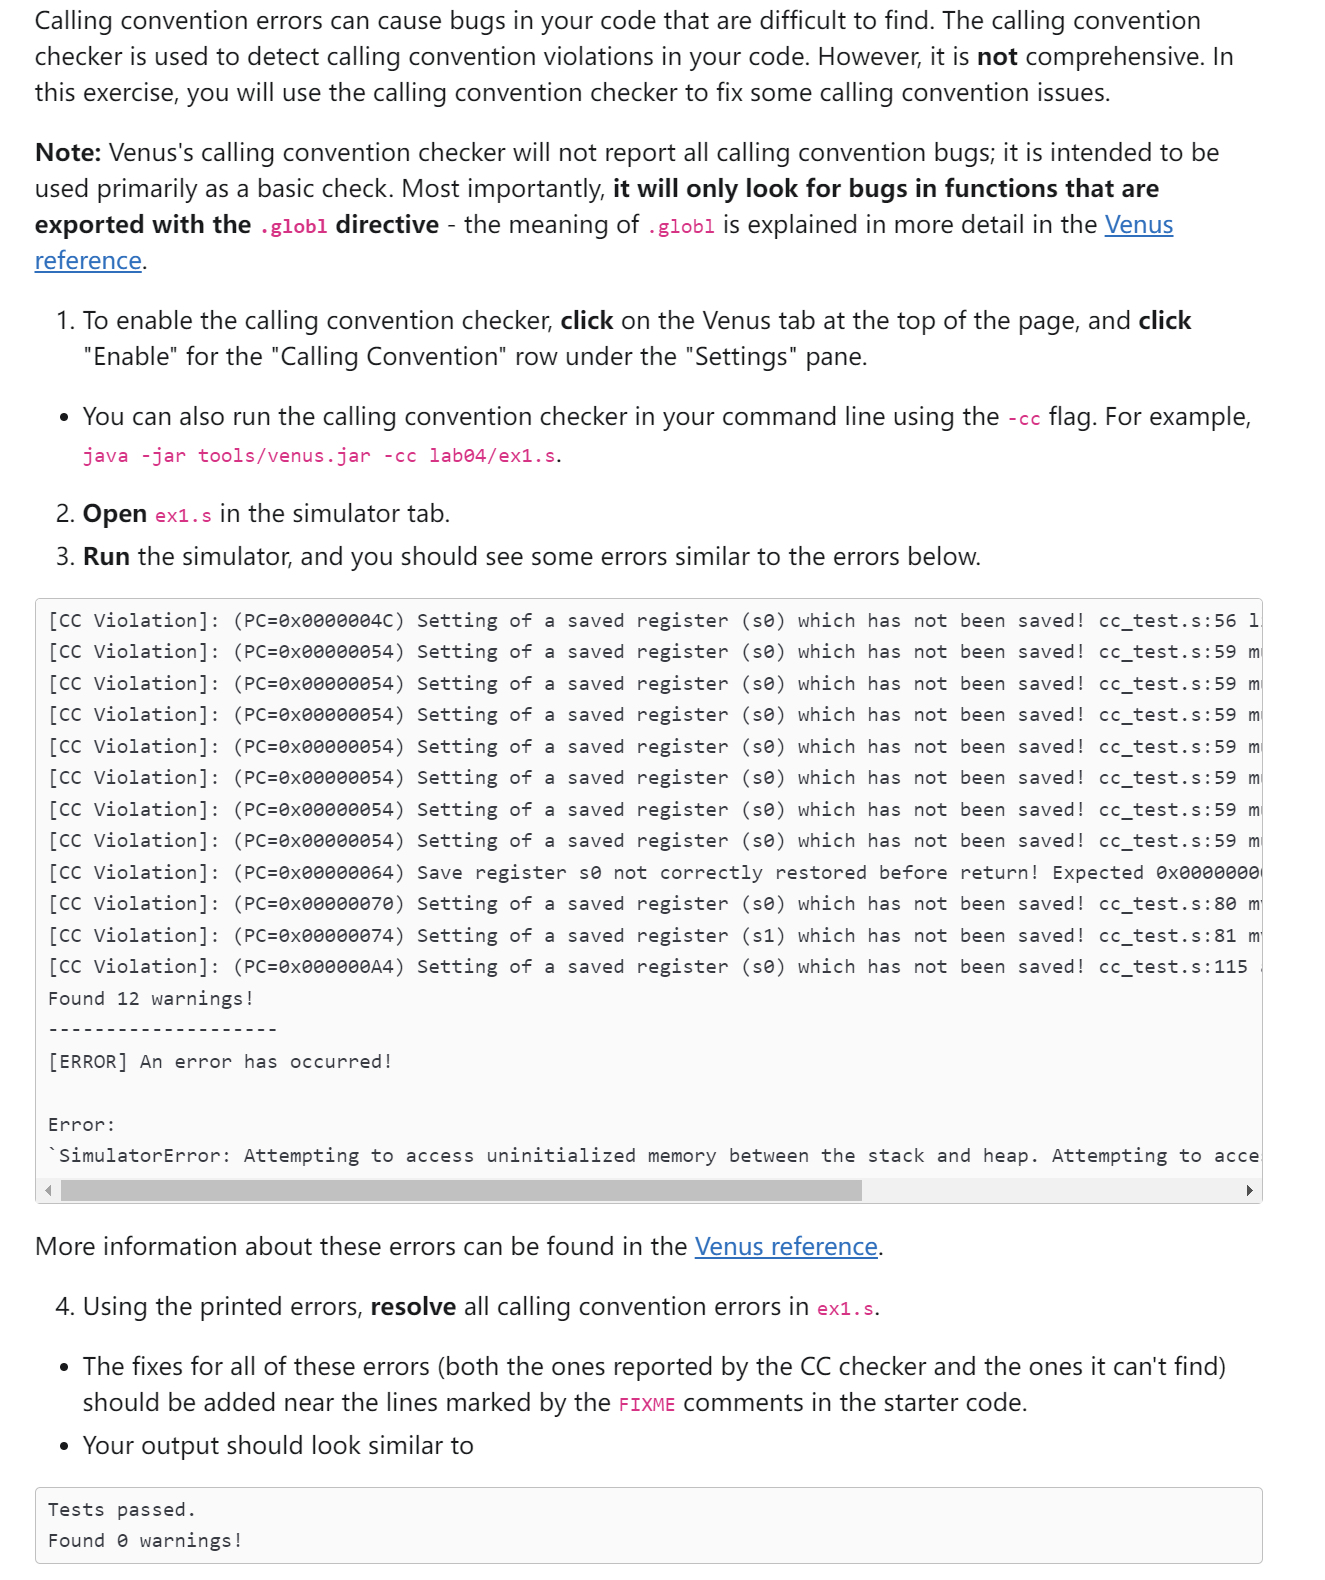 Calling convention errors can cause bugs in your code that are difficult to find. The calling convention
checker is used to detect calling convention violations in your code. However, it is not comprehensive. In
this exercise, you will use the calling convention checker to fix some calling convention issues.
Note: Venus's calling convention checker will not report all calling convention bugs; it is intended to be
used primarily as a basic check. Most importantly, it will only look for bugs in functions that are
exported with the .globl directive - the meaning of .globl is explained in more detail in the Venus
reference.
1. To enable the calling convention checker, click on the Venus tab at the top of the page, and click
"Enable" for the "Calling Convention" row under the "Settings" pane.
• You can also run the calling convention checker in your command line using the -cc flag. For example,
java -jar tools/venus.jar -cc lab04/ex1.s.
2. Open ex1.s in the simulator tab.
3. Run the simulator, and you should see some errors similar to the errors below.
[CC Violation]: (PC=0x0000004C) Setting of a saved register (s0) which has not been saved! cc_test.s:56 l
[CC Violation]: (PC=0x00000054) Setting of a saved register (s0) which has not been saved! cc_test.s:59 m
[CC Violation]: (PC=0x00000054) Setting of a saved register (s0) which has not been saved! cc_test.s:59 m
[CC Violation]: (PC=0x00000054) Setting of a saved register (s0) which has not been saved! cc_test.s:59 m
[CC Violation]: (PC=0x00000054) Setting of a saved register (s0) which has not been saved! cc_test.s:59 m
[CC Violation]: (PC=0x00000054) Setting of a saved register (s0) which has not been saved! cc_test.s:59 m
[CC Violation]: (PC=0x00000054) Setting of a saved register (s0) which has not been saved! cc_test.s:59 m
[CC Violation]: (PC=0x00000054) Setting of a saved register (s0) which has not been saved! cc_test.s:59 m
[CC Violation]: (PC=0x00000064) Save register s0 not correctly restored before return! Expected 0x0000000
[CC Violation]: (PC=0x00000070) Setting of a saved register (s0) which has not been saved! cc_test.s:80 m
[CC Violation]: (PC=0x00000074) Setting of a saved register (s1) which has not been saved! cc_test.s:81 m
[CC Violation]: (PC=0x000000A4) Setting of a saved register (s0) which has not been saved! cc_test.s:115
Found 12 warnings!
--------------------
[ERROR] An error has occurred!
Error:
`SimulatorError: Attempting to access uninitialized memory between the stack and heap. Attempting to acce
More information about these errors can be found in the Venus reference.
4. Using the printed errors, resolve all calling convention errors in ex1.s.
• The fixes for all of these errors (both the ones reported by the CC checker and the ones it can't find)
should be added near the lines marked by the FIXME comments in the starter code.
• Your output should look similar to
Tests passed.
Found 0 warnings!